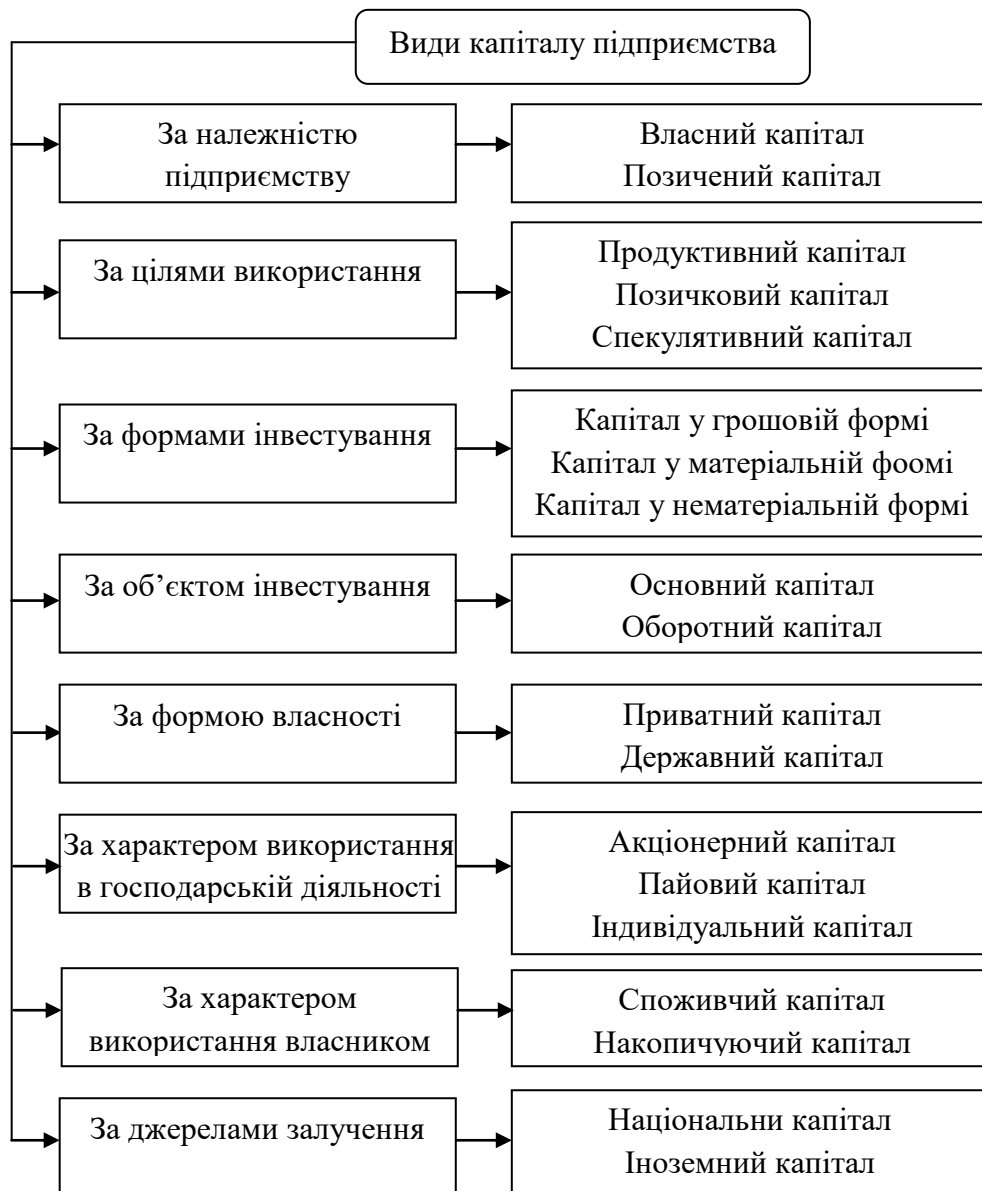 Види капіталу підприємства
За належністю
підприємству
Власний капітал
Позичений капітал
За цілями використання
Продуктивний капітал
Позичковий капітал
Спекулятивний капітал
За формами інвестування
Капітал у грошовій формі
Капітал у матеріальній фоомі
Капітал у нематеріальній формі
За об’єктом інвестування
Основний капітал
Оборотний капітал
За формою власності
Приватний капітал
Державний капітал
За характером використання
в господарській діяльності
Акціонерний капітал
Пайовий капітал
Індивідуальний капітал
За характером
використання власником
Споживчий капітал
Накопичуючий капітал
За джерелами залучення
Національни капітал
Іноземний капітал